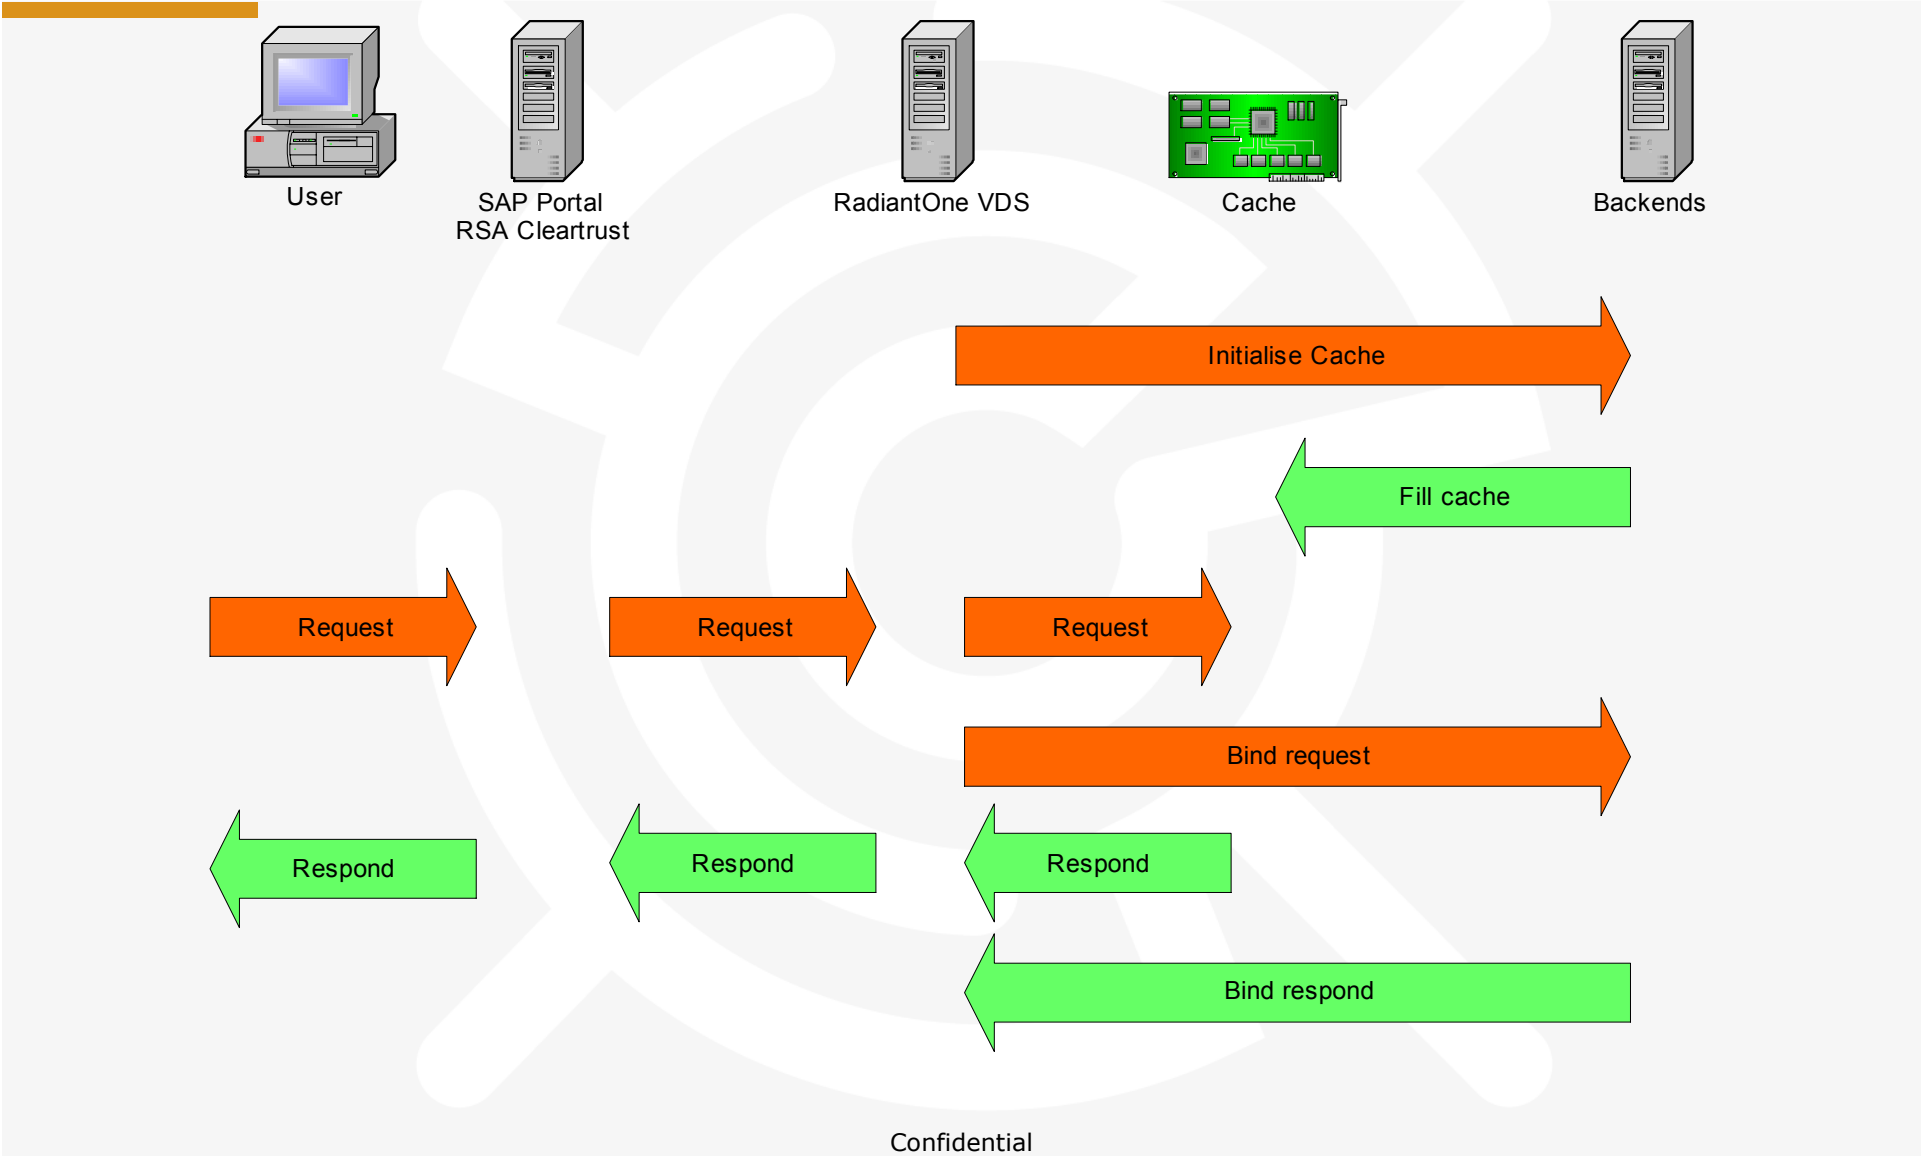 User
SAP Portal
RSA Cleartrust
RadiantOne VDS
Cache
Backends
Initialise Cache
Fill cache
Request
Request
Request
Bind request
Respond
Respond
Respond
Bind respond
Confidential